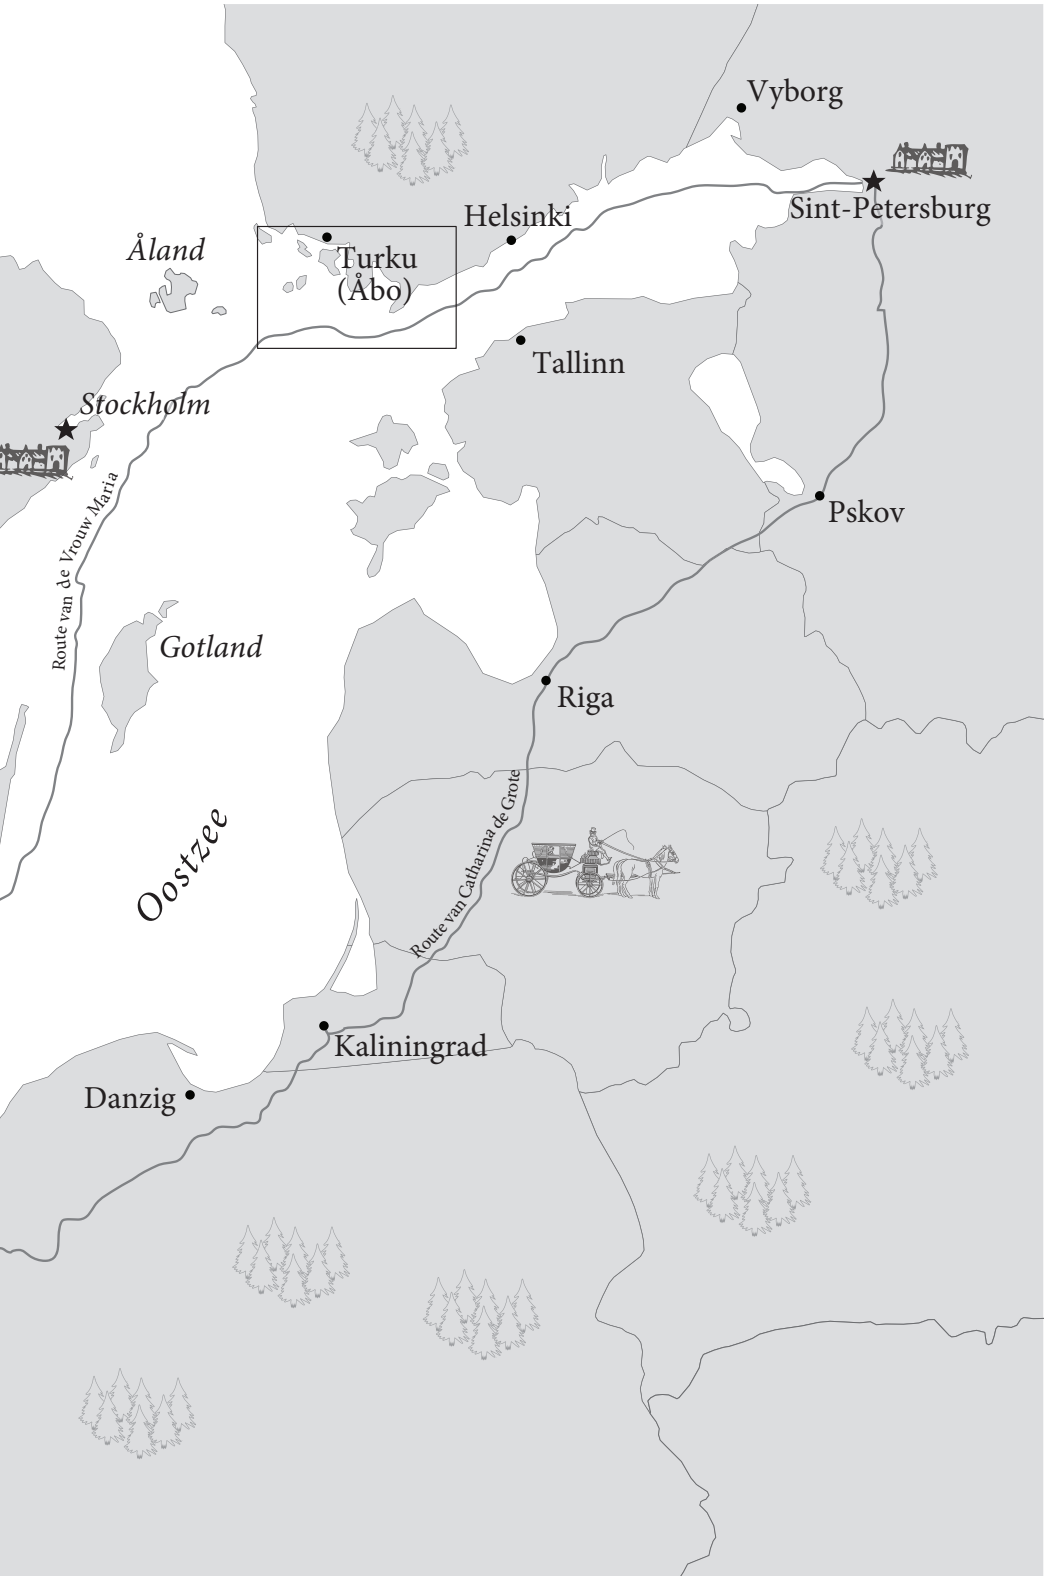 Vyborg
Sint-Petersburg
Helsinki
Åland
Turku
(Åbo)
Tallinn
Stockholm
Route van de Vrouw Maria
Pskov
Gotland
Riga
Route van Catharina de Grote
Oostzee
Kaliningrad
Danzig